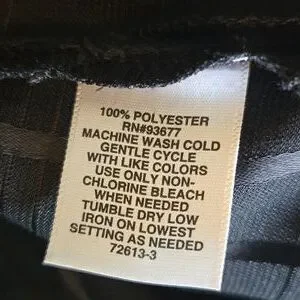 100% POLYESTER
RN#93677
MACHINE WASH COLD
GENTLE CYCLE
WITH LIKE COLORS
USE ONLY NON-
CHLORINE BLEACH
WHEN NEEDED
TUMBLE DRY LOW
IRON ON LOWEST
SETTING AS NEEDED
72613-3